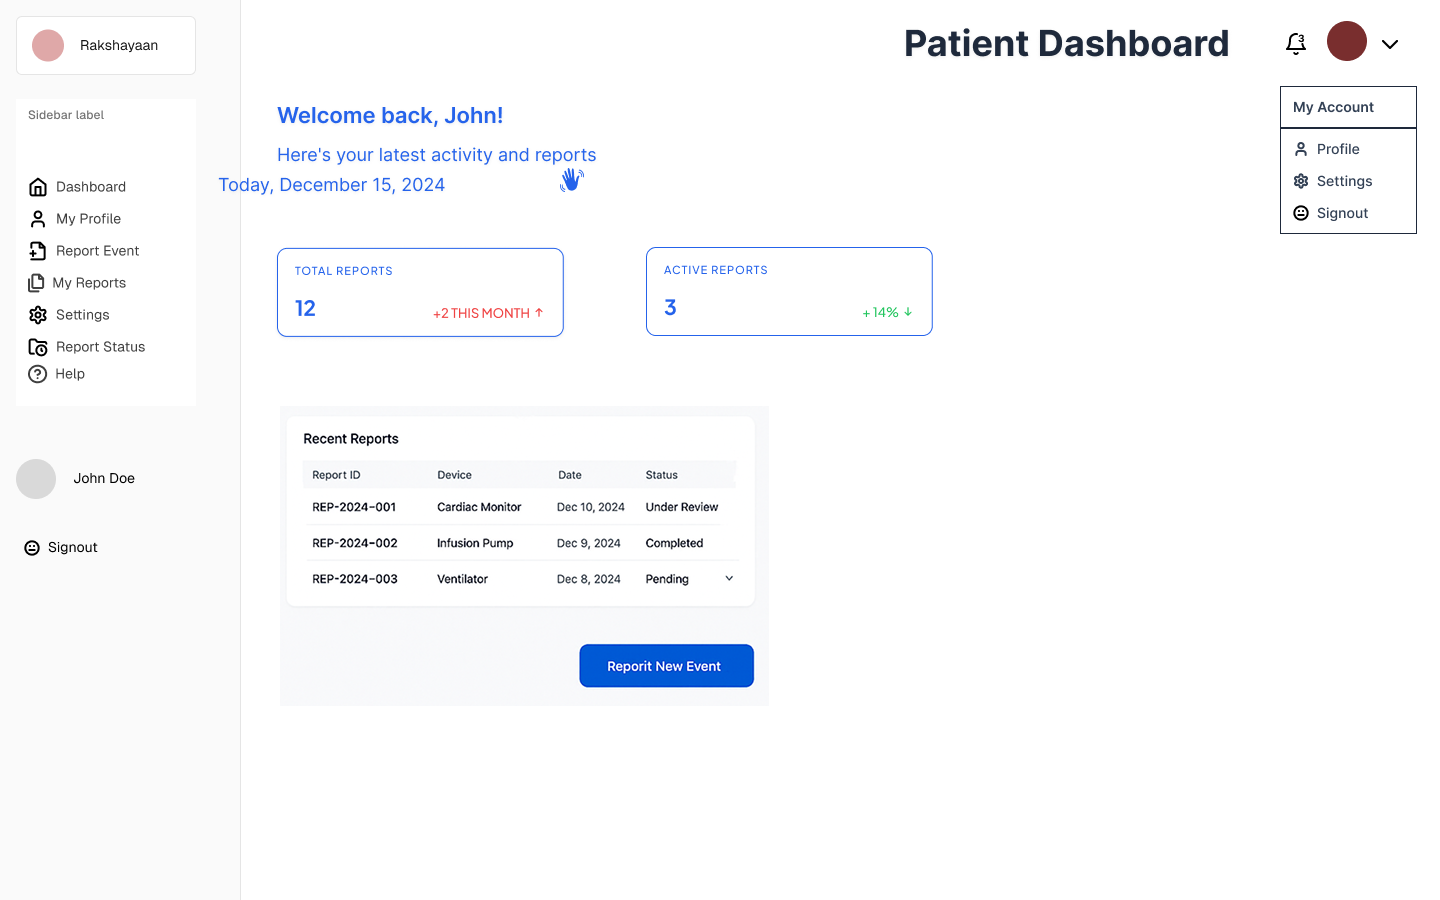 Rakshayaan
Sidebar label
Dashboard
My Profile
Report Event
My Reports
Settings
Report Status
Help
John Doe
Signout
Patient Dashboard
3
My Account
Profile
Settings
Signout
Welcome back, John!
Here's your latest activity and reports
Today, December 15, 2024
TOTAL REPORTS
12
+2 THIS MONTH ↑
ACTIVE REPORTS
3
+ 14% ↓
Recent Reports
Report ID Device Date Status
REP-2024-001 Cardiac Monitor Dec 10, 2024 Under Review
REP-2024-002 Infusion Pump Dec 9, 2024 Completed
REP-2024-003 Ventilator Dec 8, 2024 Pending
Reporit New Event